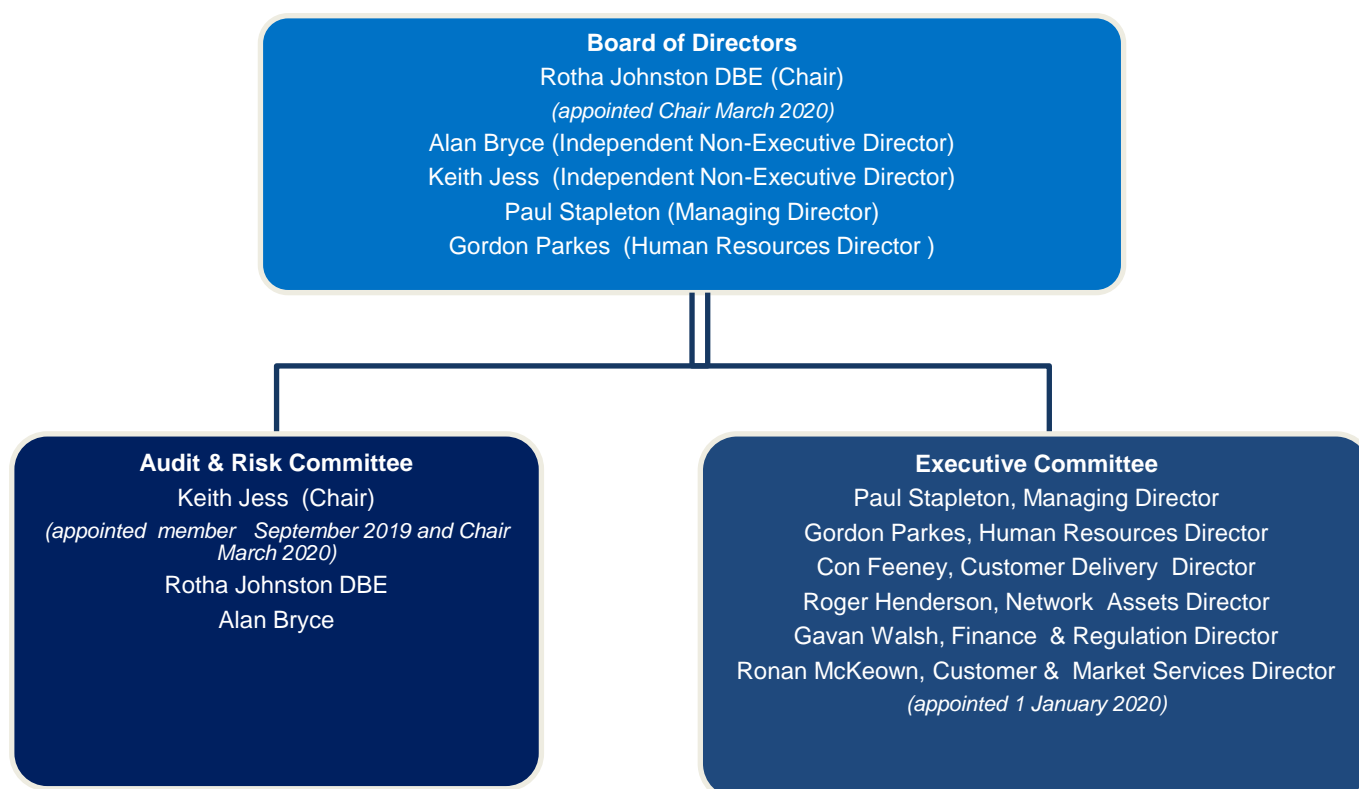 Board of Directors
Rotha Johnston DBE (Chair)
(appointed Chair March 2020)
Alan Bryce (Independent Non-Executive Director)
Keith Jess (Independent Non-Executive Director)
Paul Stapleton (Managing Director)
Gordon Parkes (Human Resources Director )
Audit & Risk Committee
Keith Jess (Chair)
(appointed member September 2019 and Chair
March 2020)
Rotha Johnston DBE
Alan Bryce
Executive Committee
Paul Stapleton, Managing Director
Gordon Parkes, Human Resources Director
Con Feeney, Customer Delivery Director
Roger Henderson, Network Assets Director
Gavan Walsh, Finance & Regulation Director
Ronan McKeown, Customer & Market Services Director
(appointed 1 January 2020)